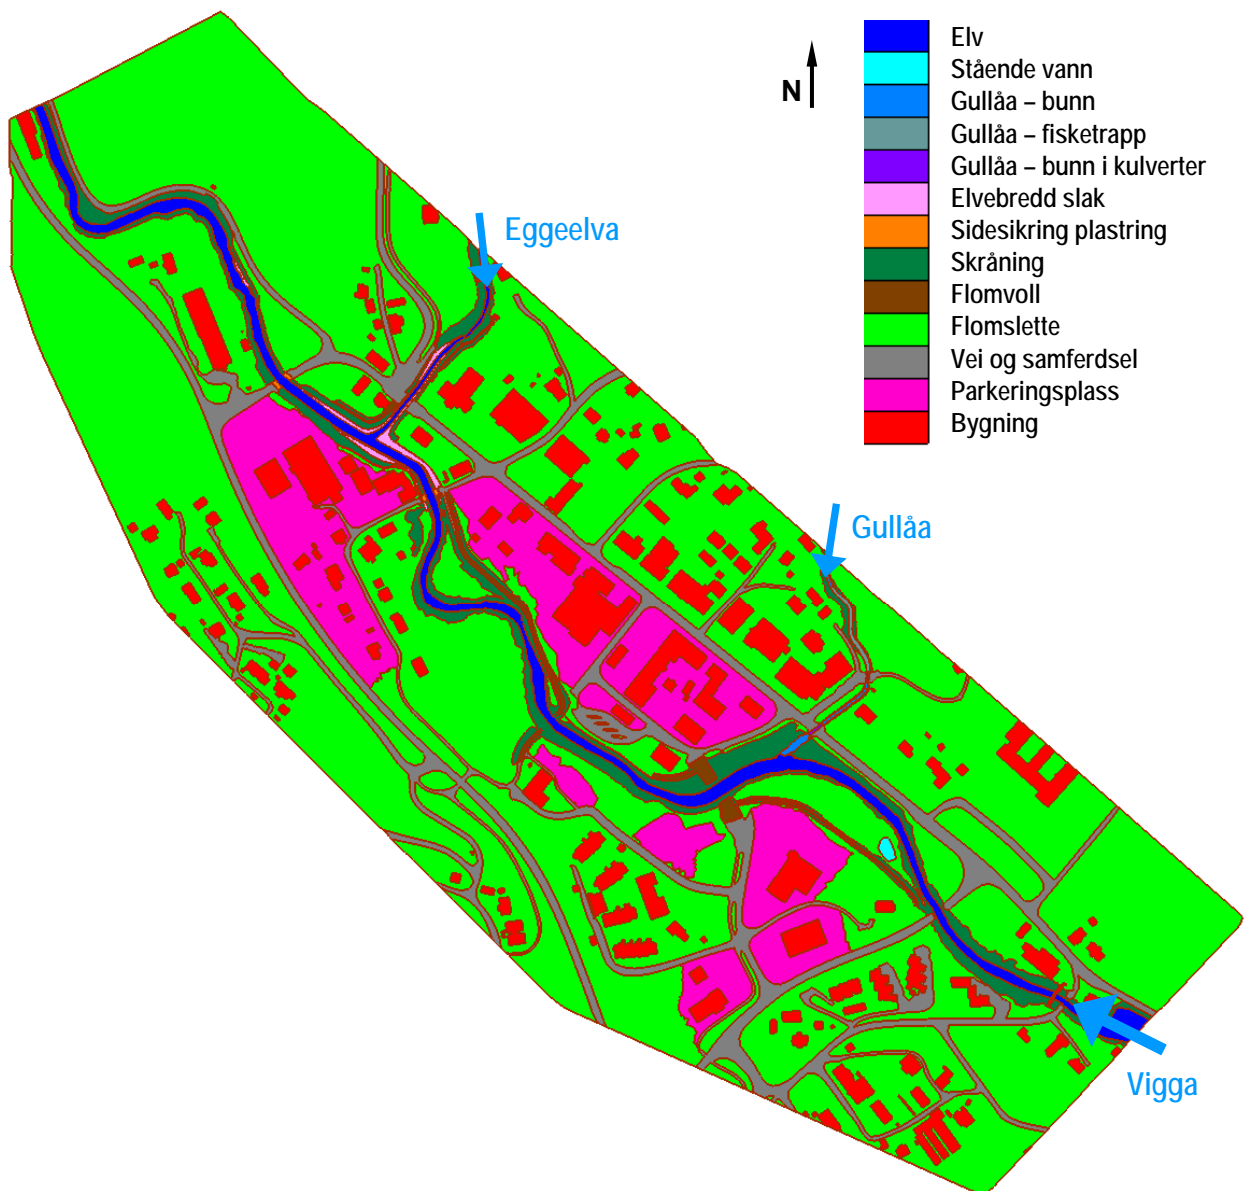 Elv
Stående vann
Gullåa – bunn
N
Gullåa – fisketrapp
Gullåa – bunn i kulverter
Elvebredd slak
Sidesikring plastring
Skråning
Flomvoll
Flomslette
Vei og samferdsel
Parkeringsplass
Bygning
Eggeelva
Gullåa
Vigga